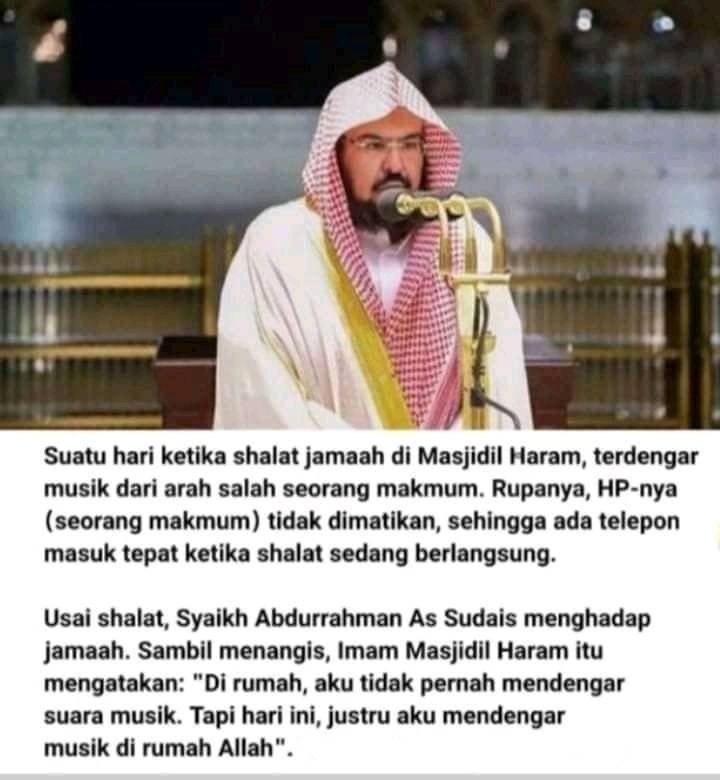 Suatu hari ketika shalat jamaah di Masjidil Haram, terdengar
musik dari arah salah seorang makmum. Rupanya, HP-nya
(seorang makmum) tidak dimatikan, sehingga ada telepon
masuk tepat ketika shalat sedang berlangsung.
Usai shalat, Syaikh Abdurrahman As Sudais menghadap
jamaah. Sambil menangis, Imam Masjidil Haram itu
mengatakan: "Di rumah, aku tidak pernah mendengar
suara musik. Tapi hari ini, justru aku mendengar
musik di rumah Allah".